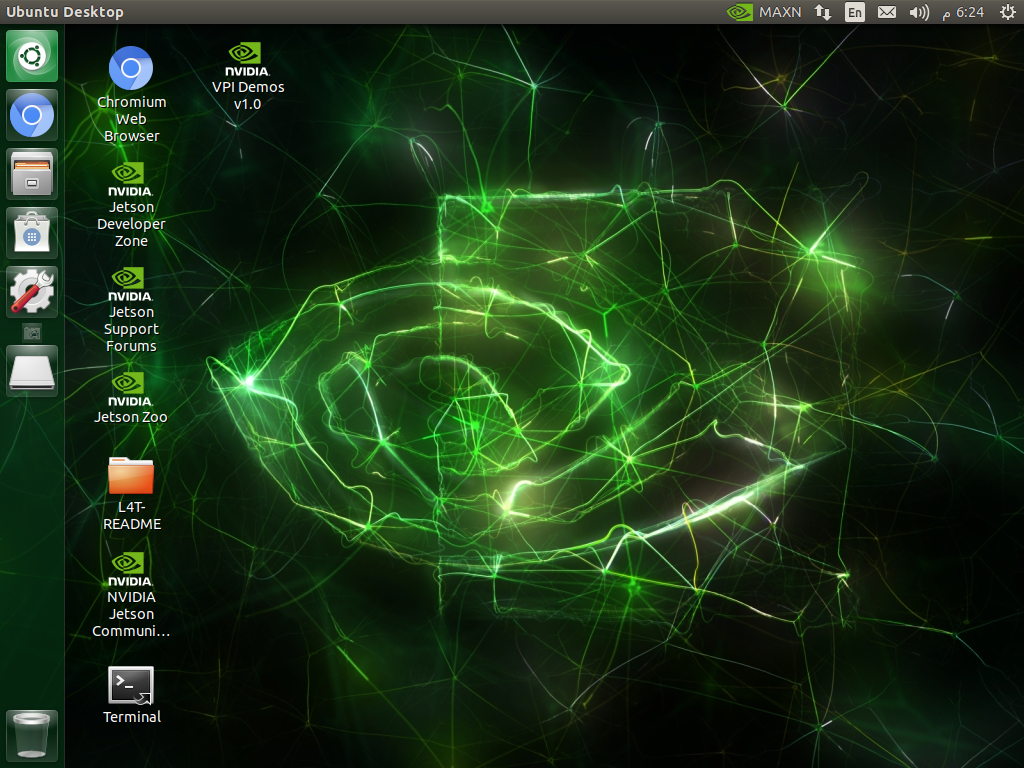 Ubuntu Desktop
MAXN
En
6:24 م
Chromium
Web
Browser
NVIDIA.
VPI Demos
v1.0
NVIDIA.
Jetson
Developer
Zone
NVIDIA.
Jetson
Support
Forums
NVIDIA.
Jetson Zoo
L4T-
README
NVIDIA.
NVIDIA
Jetson
Communi...
>_
Terminal